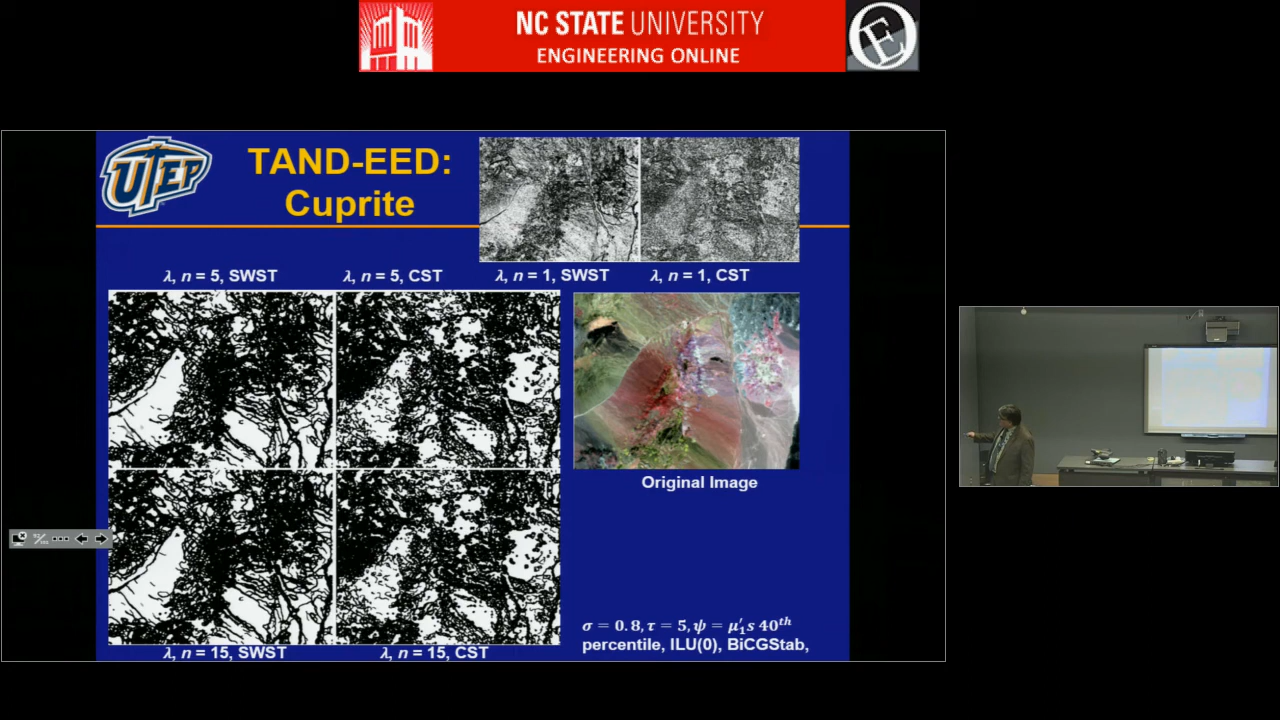 NC STATE UNIVERSITY
ENGINEERING ONLINE
UTEP
TAND-EED:
Cuprite
λ, n = 5, SWST
λ, n = 5, CST
λ, n = 1, SWST
λ, n = 1, CST
Original Image
λ, n = 15, SWST
λ, n = 15, CST
σ = 0.8, τ = 5, ψ = μ′₁s 40ᵗʰ
percentile, ILU(0), BiCGStab,